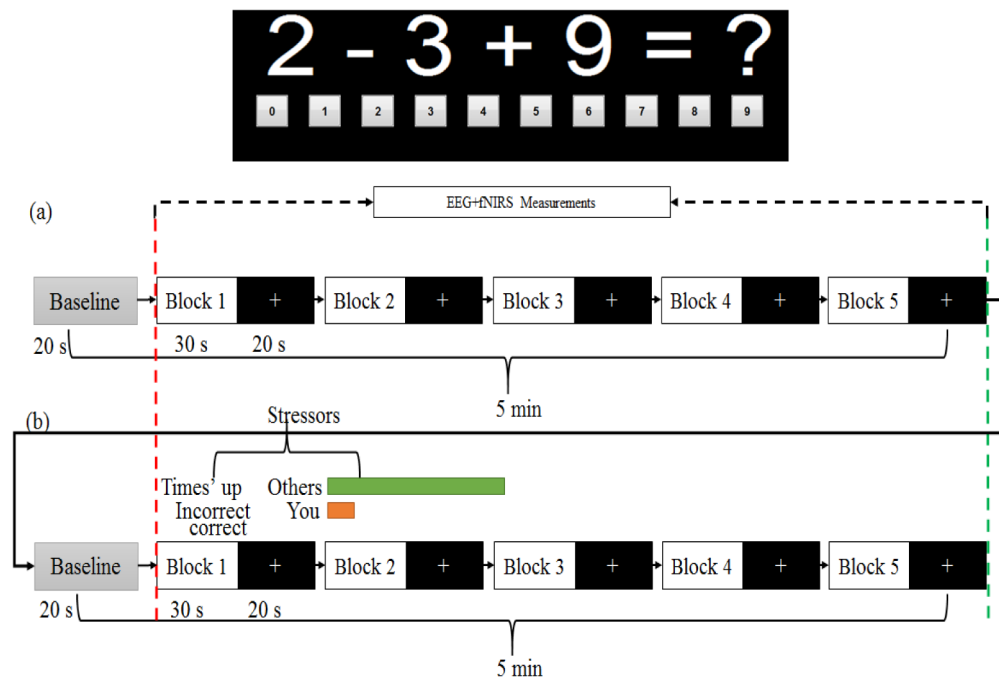 2 - 3 + 9 = ?
0 1 2 3 4 5 6 7 8 9
EEG+fNIRS Measurements
(a)
Baseline Block 1 + Block 2 + Block 3 + Block 4 + Block 5 +
20 s 30 s 20 s
5 min
(b)
Stressors
Times’ up Others
Incorrect You
correct
Baseline Block 1 + Block 2 + Block 3 + Block 4 + Block 5 +
20 s 30 s 20 s
5 min